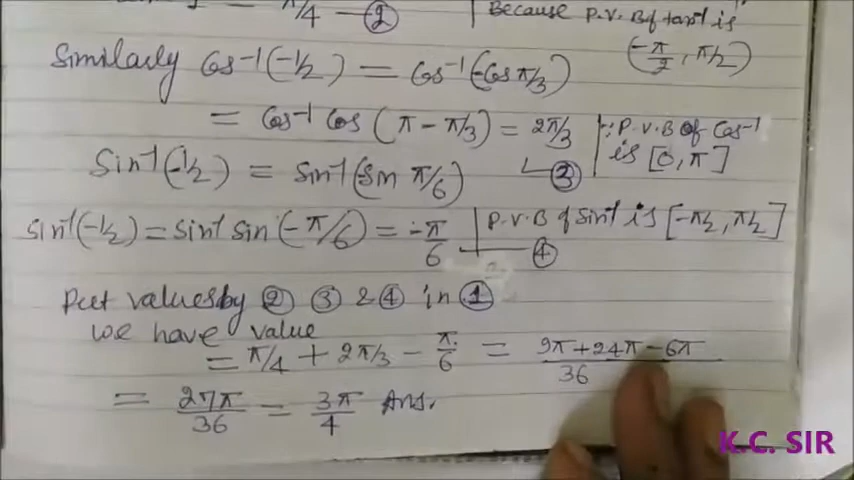 π/4 — ②
Because P.V.B of tan⁻¹ is
(-π/2, π/2)
Similarly Cos⁻¹(-1/2) = Cos⁻¹(-Cos π/3)
= Cos⁻¹ Cos (π - π/3) = 2π/3
∵ P.V.B of Cos⁻¹
is [0, π]
③
Sin⁻¹(-1/2) = Sin⁻¹(-Sin π/6)
Sin⁻¹(-1/2) = Sin⁻¹ Sin (-π/6) = -π/6
P.V.B of Sin⁻¹ is [-π/2, π/2]
④
Put values by ② ③ & ④ in ①
we have value
= π/4 + 2π/3 - π/6 = 9π+24π-6π/36
= 27π/36 = 3π/4 Ans.
K.C. SIR